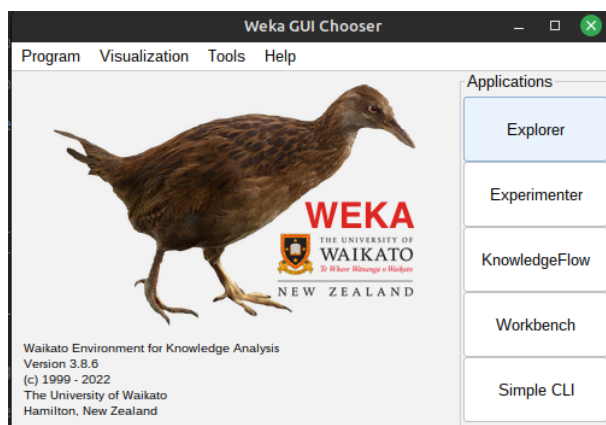 Weka GUI Chooser
Program Visualization Tools Help
Applications
Explorer
Experimenter
KnowledgeFlow
Workbench
Simple CLI
WEKA
THE UNIVERSITY OF
WAIKATO
Te Whare Wānanga o Waikato
NEW ZEALAND
Waikato Environment for Knowledge Analysis
Version 3.8.6
(c) 1999 - 2022
The University of Waikato
Hamilton, New Zealand